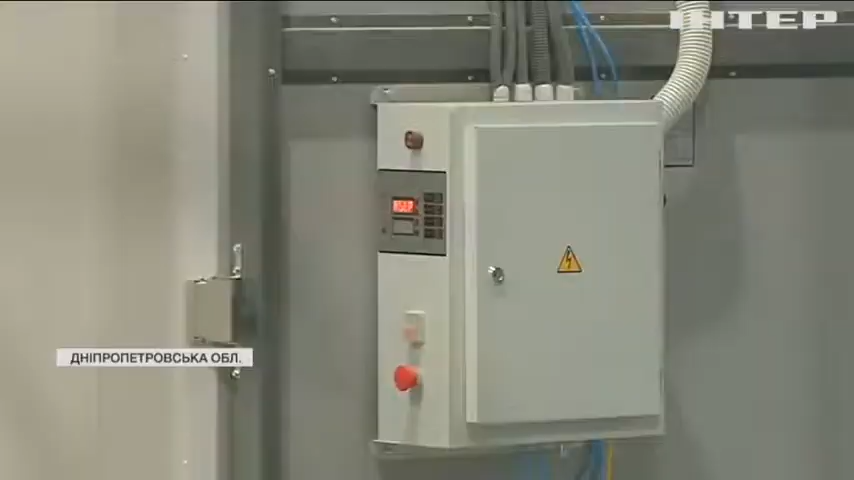 ІНТЕР
ДНІПРОПЕТРОВСЬКА ОБЛ.